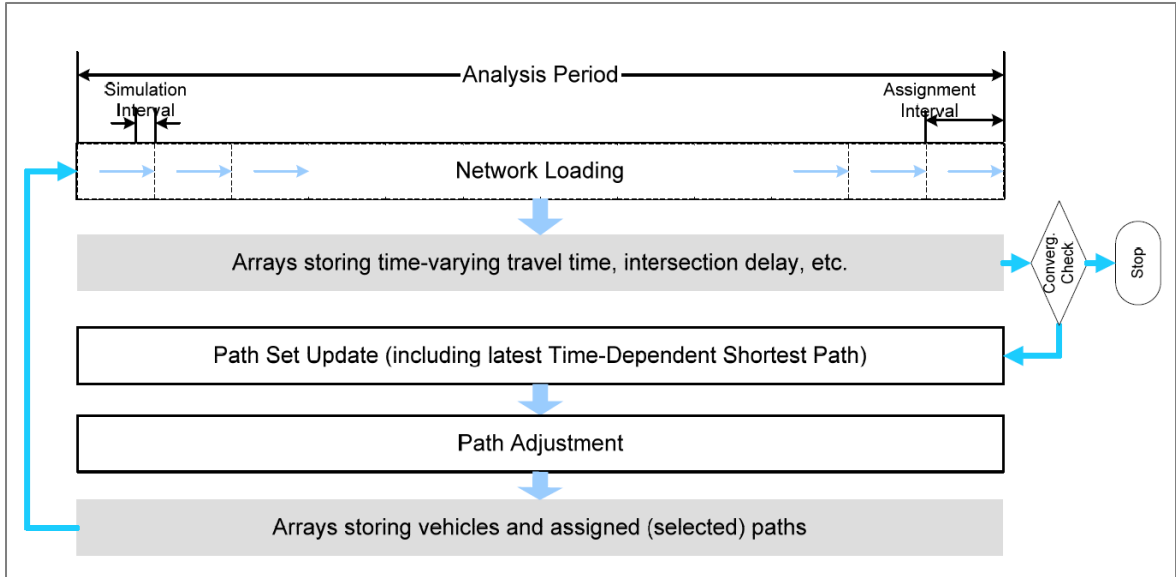 Analysis Period
Simulation
Interval
Assignment
Interval
Network Loading
Arrays storing time-varying travel time, intersection delay, etc.
Converg.
Check
Stop
Path Set Update (including latest Time-Dependent Shortest Path)
Path Adjustment
Arrays storing vehicles and assigned (selected) paths